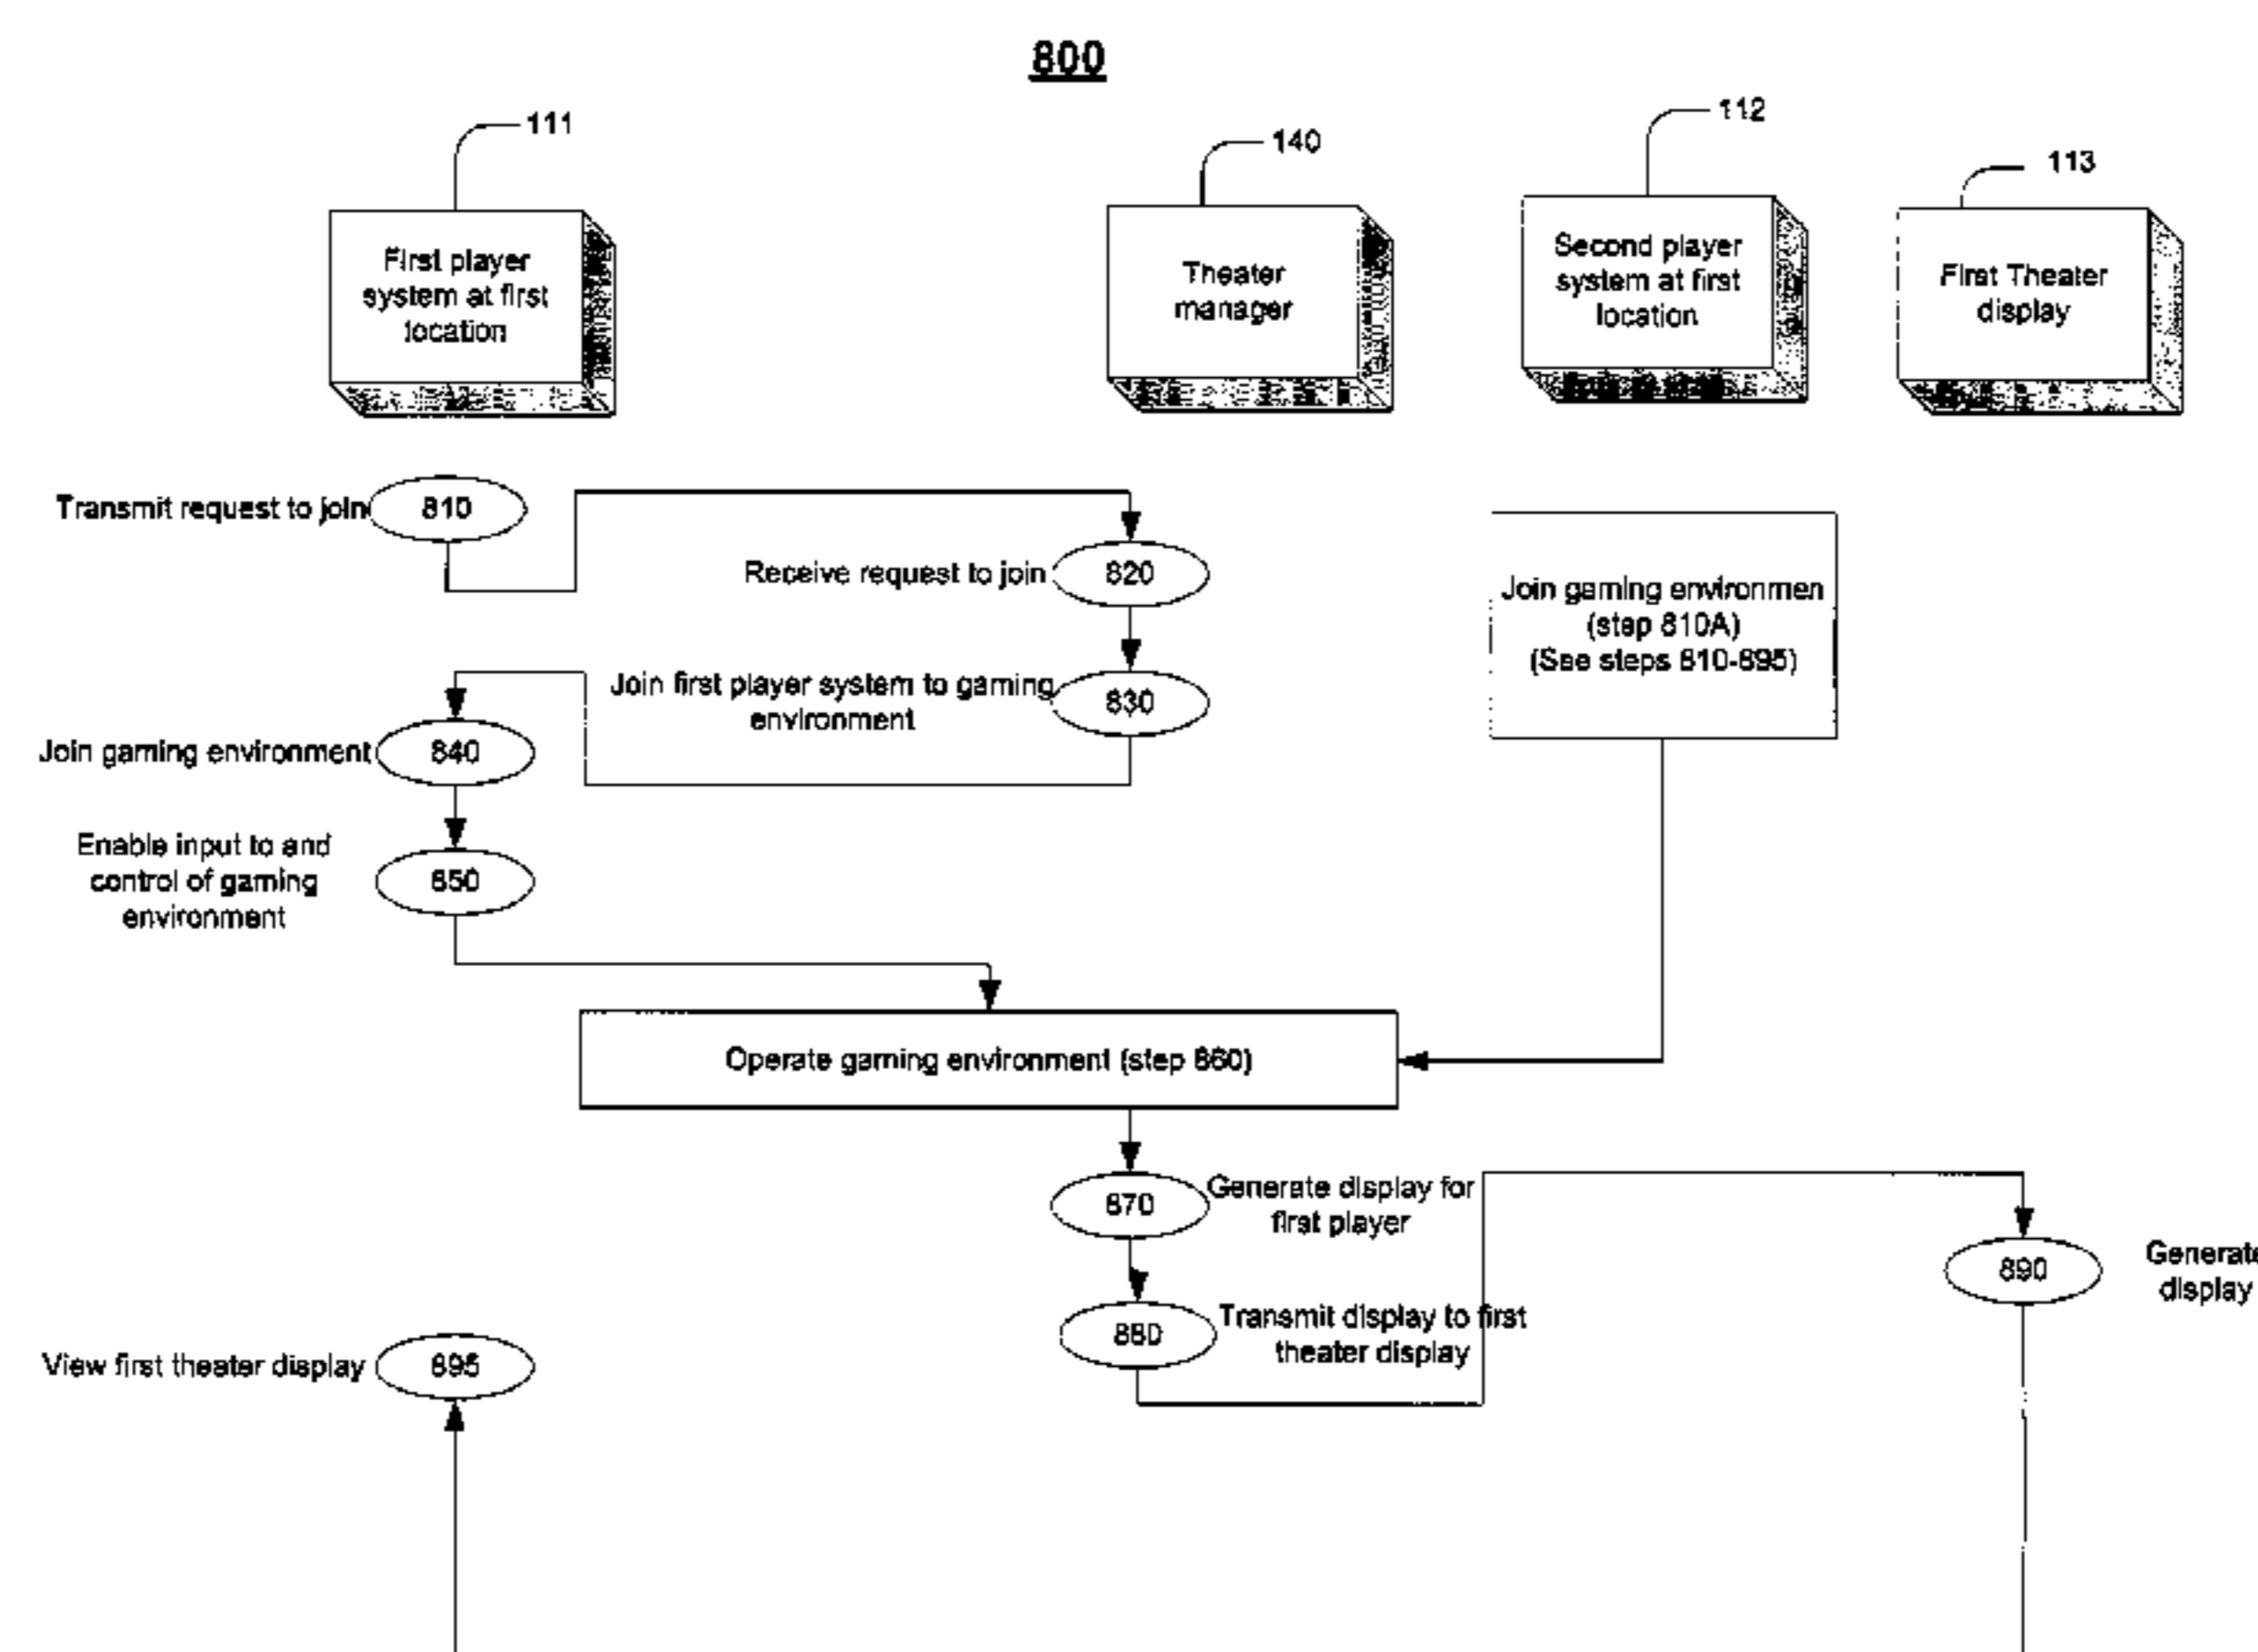 800
111
140
112
113
First player
system at first
location
Theater
manager
Second player
system at first
location
First Theater
display
Transmit request to join
810
Receive request to join
820
Join gaming environmen
(step 810A)
(See steps 810-895)
Join first player system to gaming
environment
830
Join gaming environment
840
Enable input to and
control of gaming
environment
850
Operate gaming environment (step 860)
870
Generate display for
first player
890
Generate
display
880
Transmit display to first
theater display
View first theater display
895